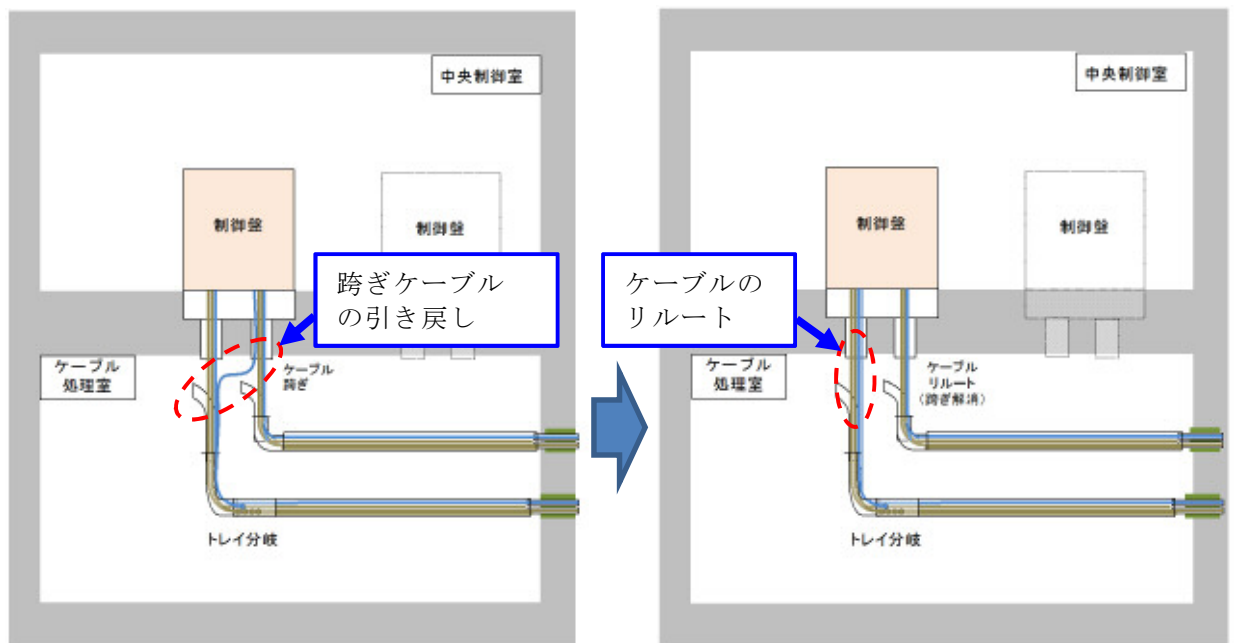 中央制御室
制御盤
制御盤
跨ぎケーブル
の引き戻し
ケーブル
処理室
ケーブル
跨ぎ
トレイ分岐
中央制御室
制御盤
制御盤
ケーブルの
リルート
ケーブル
処理室
ケーブル
リルート
(跨ぎ解消)
トレイ分岐